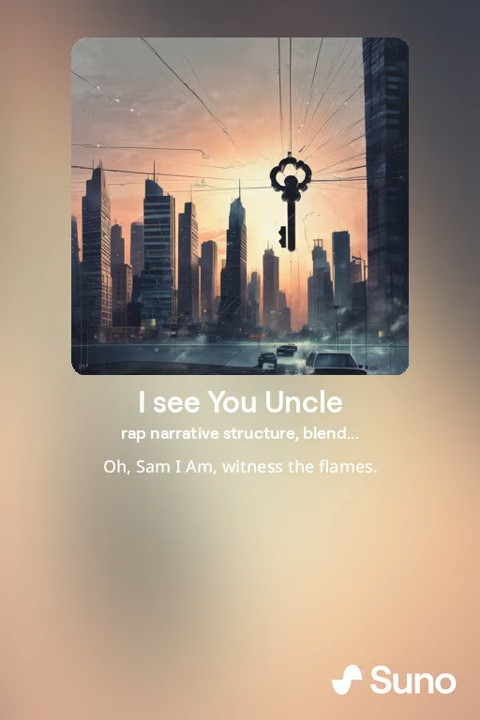 I see You Uncle
rap narrative structure, blend...
Oh, Sam I Am, witness the flames.
Suno